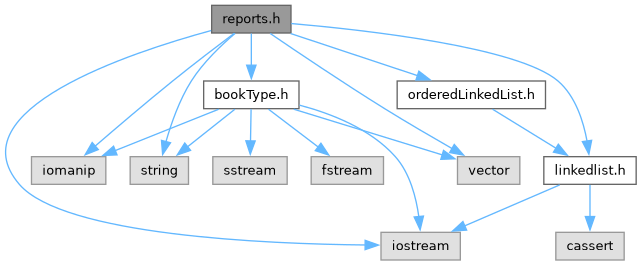 reports.h
bookType.h
orderedLinkedList.h
iomanip
string
sstream
fstream
vector
linkedlist.h
iostream
cassert